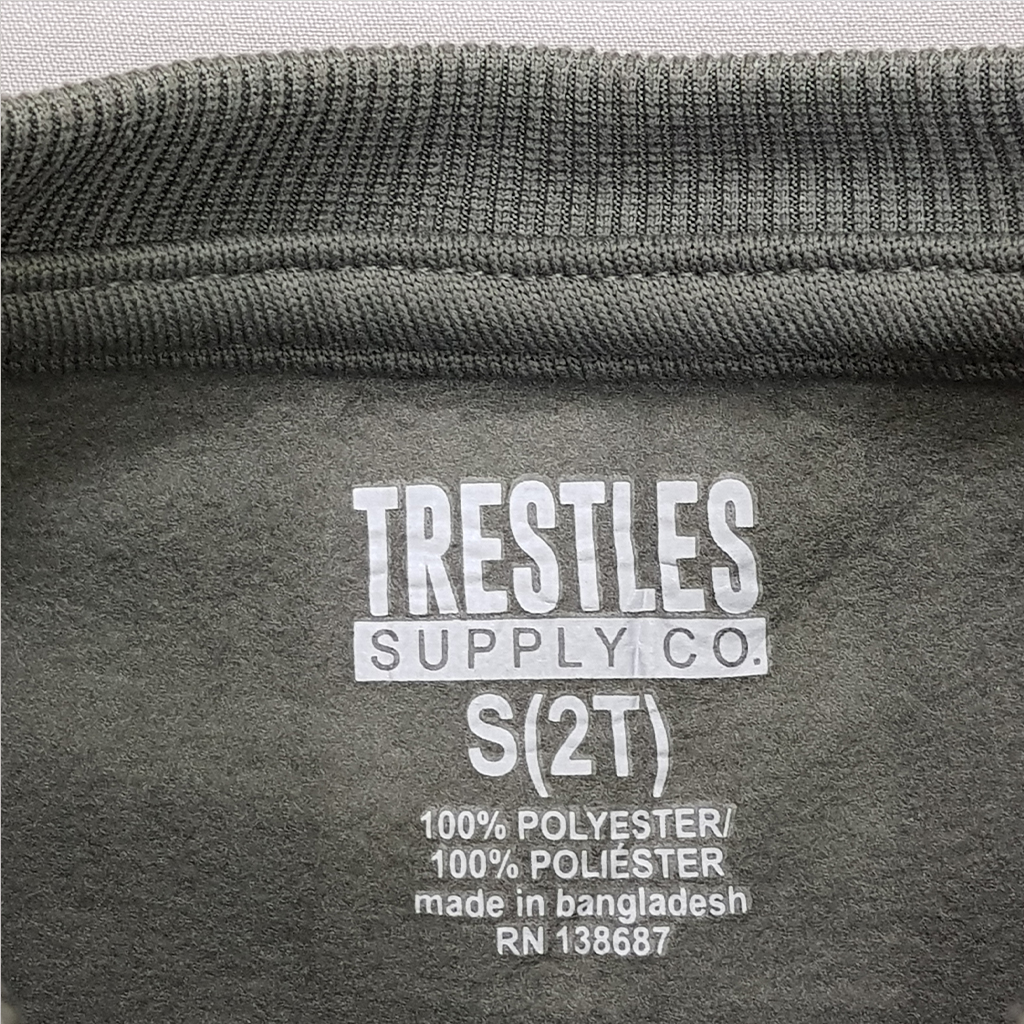 TRESTLES
SUPPLY CO.
S(2T)
100% POLYESTER/
100% POLIÉSTER
made in bangladesh
RN 138687